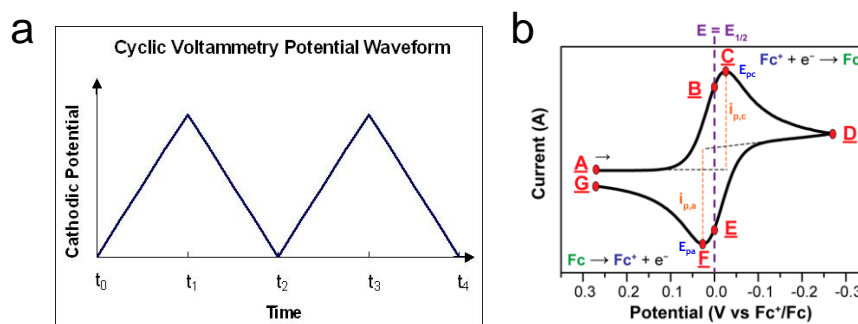 a
Cyclic Voltammetry Potential Waveform
Cathodic Potential
t0
t1
t2
t3
t4
Time
b
E = E1/2
C
Epc
Fc+ + e− → Fc
B
ip,c
D
A →
G
ip,a
E
Epa
F
Fc → Fc+ + e−
Current (A)
0.3
0.2
0.1
0.0
-0.1
-0.2
-0.3
Potential (V vs Fc+/Fc)